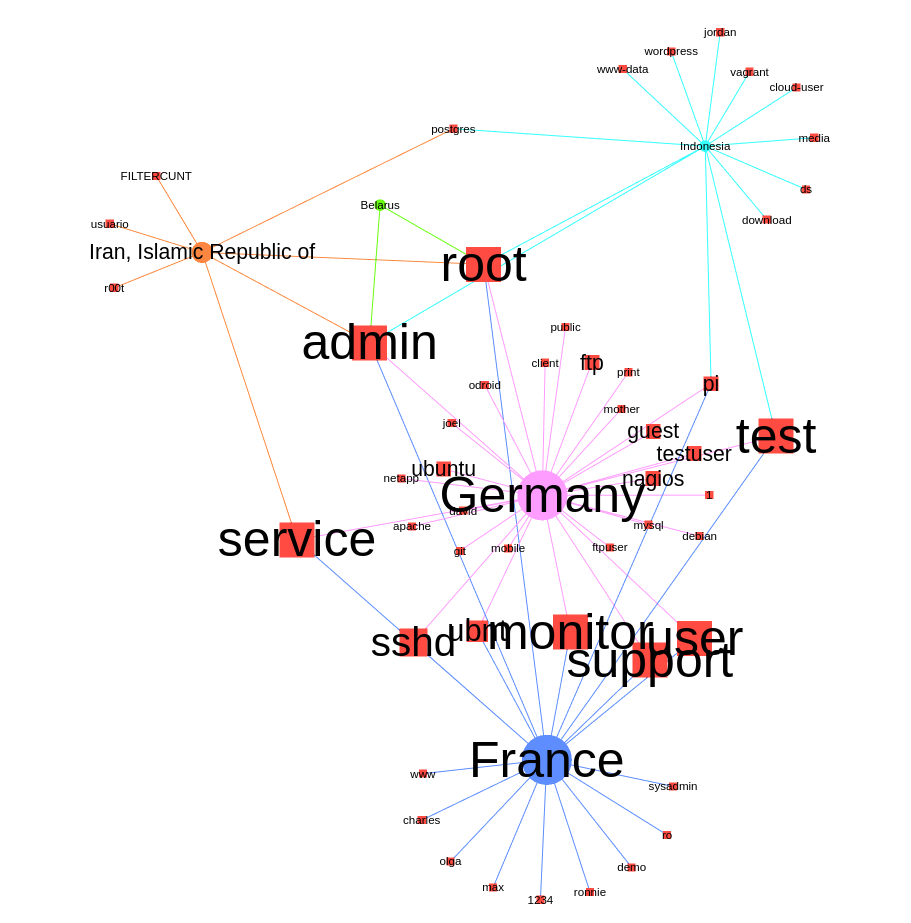 jordan
wordpress
www-data
vagrant
cloud-user
postgres
media
Indonesia
FILTERCUNT
ds
Belarus
usuario
download
Iran, Islamic Republic of
root
r00t
public
admin
client
ftp
print
odroid
pi
mother
joel
guest
test
testuser
ubuntu
netapp
nagios
Germany
1
david
apache
mysql
debian
service
git
mobile
ftpuser
ubnt
monitor
user
sshd
support
France
www
sysadmin
charles
ro
olga
demo
max
ronnie
1234